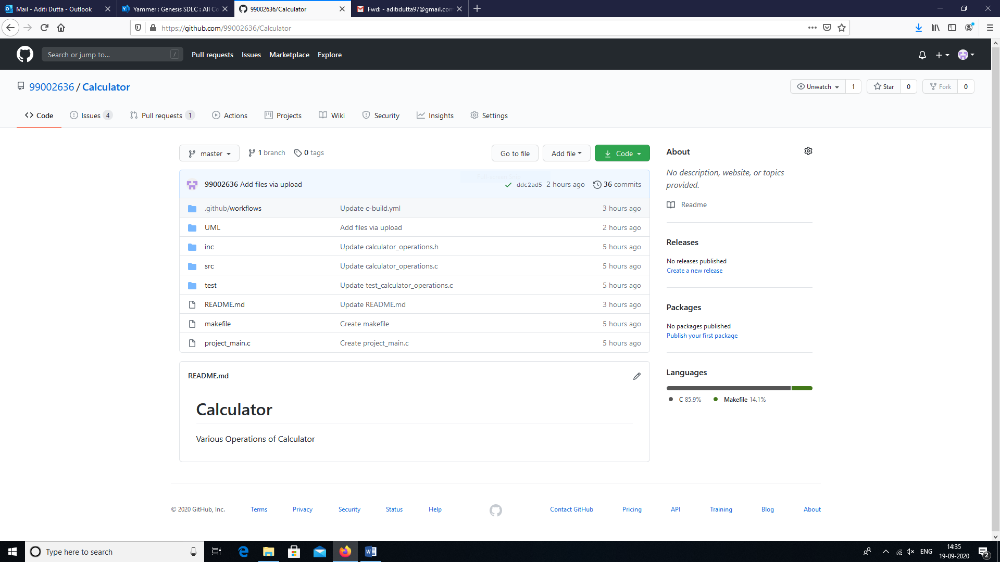 Mail - Aditi Dutta - Outlook
Yammer : Genesis SDLC : All Co
99002636/Calculator
Fwd: - aditidutta97@gmail.con
https://github.com/99002636/Calculator
Search or jump to... /
Pull requests Issues Marketplace Explore
99002636 / Calculator
Unwatch 1 Star 0 Fork 0
Code Issues 4 Pull requests 1 Actions Projects Wiki Security Insights Settings
master 1 branch 0 tags Go to file Add file Code
99002636 Add files via upload ddc2ad5 2 hours ago 36 commits
.github/workflows Update c-build.yml 3 hours ago
UML Add files via upload 2 hours ago
inc Update calculator_operations.h 5 hours ago
src Update calculator_operations.c 5 hours ago
test Update test_calculator_operations.c 5 hours ago
README.md Update README.md 3 hours ago
makefile Create makefile 5 hours ago
project_main.c Create project_main.c 5 hours ago
README.md
Calculator
Various Operations of Calculator
About
No description, website, or topics
provided.
Readme
Releases
No releases published
Create a new release
Packages
No packages published
Publish your first package
Languages
C 85.9% Makefile 14.1%
© 2020 GitHub, Inc. Terms Privacy Security Status Help Contact GitHub Pricing API Training Blog About
Type here to search
ENG
14:35
19-09-2020
2